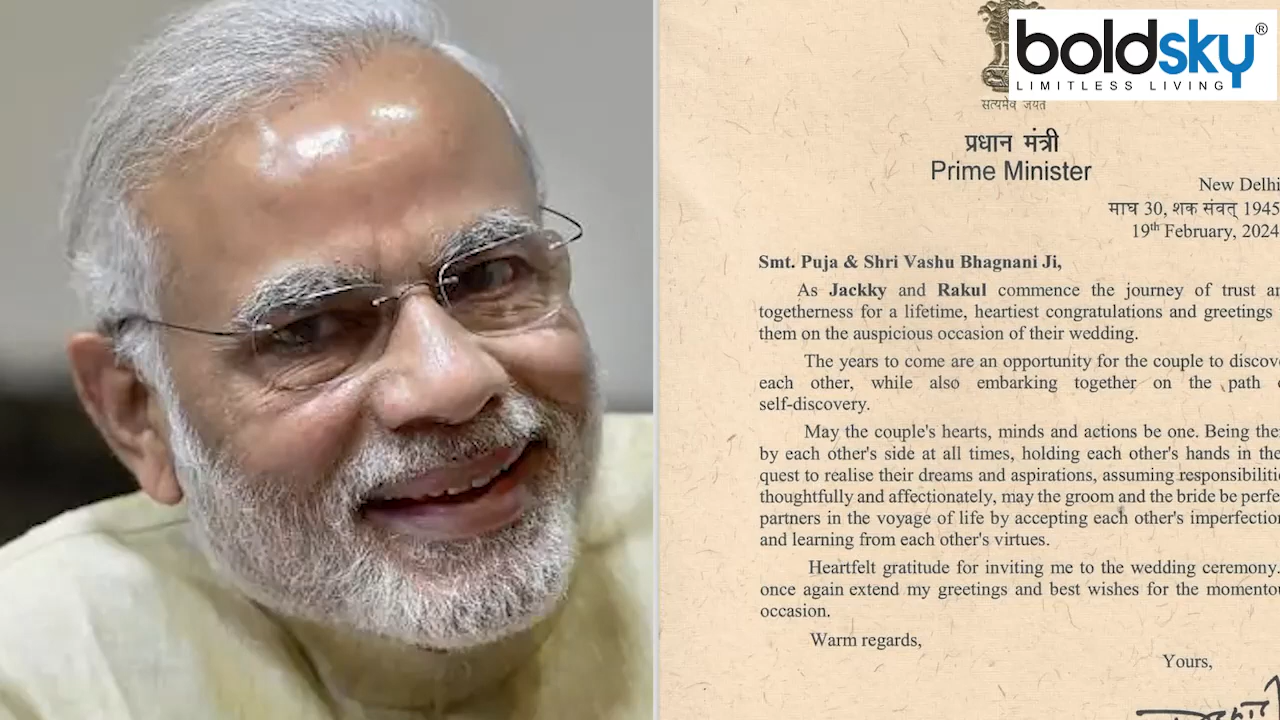 boldsky®
LIMITLESS LIVING
सत्यमेव जयते
प्रधान मंत्री
Prime Minister
New Delhi
माघ 30, शक संवत् 1945
19th February, 2024
Smt. Puja & Shri Vashu Bhagnani Ji,
As Jackky and Rakul commence the journey of trust
togetherness for a lifetime, heartiest congratulations and greetings
them on the auspicious occasion of their wedding.
The years to come are an opportunity for the couple to
each other, while also embarking together on the path
self-discovery.
May the couple's hearts, minds and actions be one. Being
by each other's side at all times, holding each other's hands in
quest to realise their dreams and aspirations, assuming
thoughtfully and affectionately, may the groom and the bride be
partners in the voyage of life by accepting each other's
and learning from each other's virtues.
Heartfelt gratitude for inviting me to the wedding ceremony.
once again extend my greetings and best wishes for the
occasion.
Warm regards,
Yours,